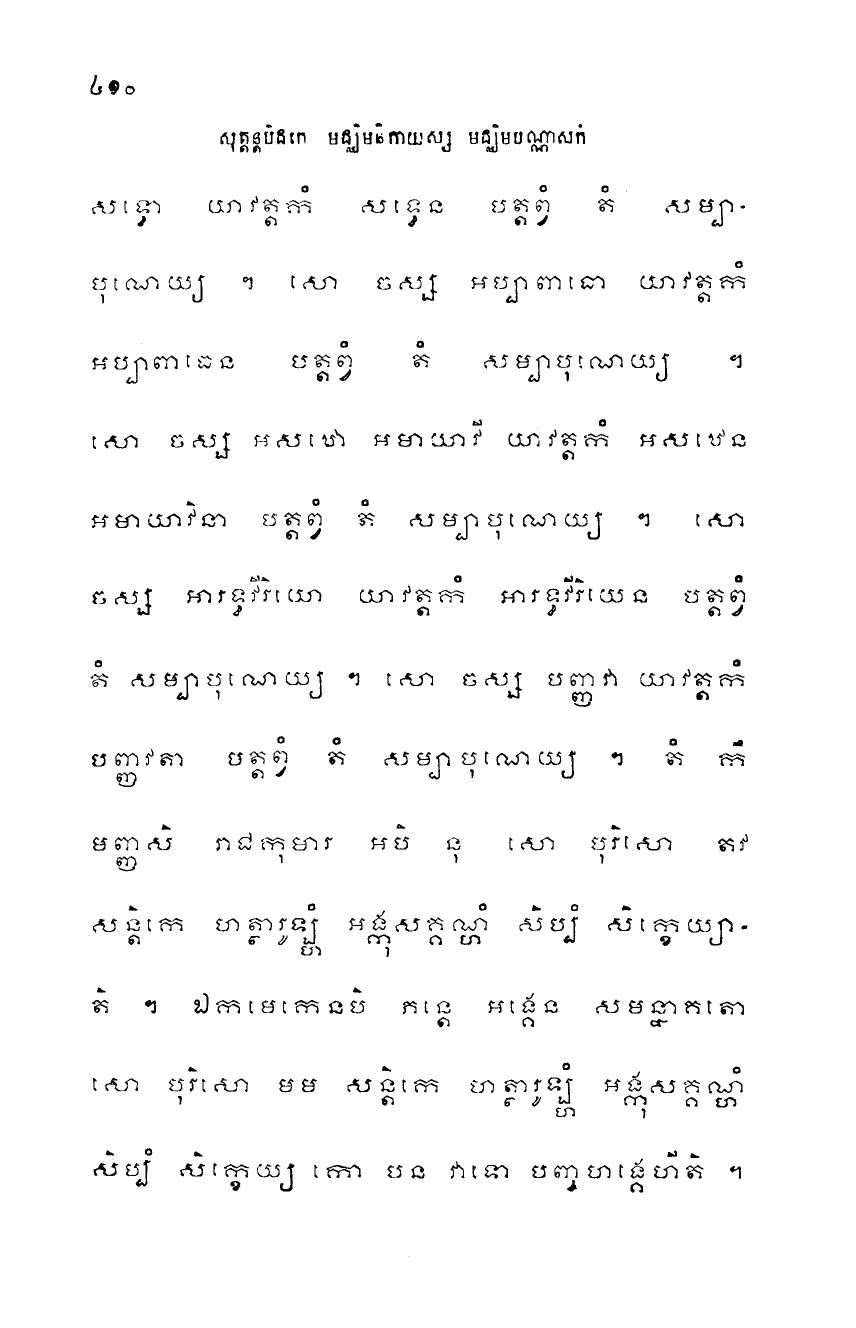 ៤១០
សុត្តន្តបិដកេ មជ្ឈិមនិកាយស្ស មជ្ឈិមបណ្ណាសកំ
សទ្ធោ យាវត្តកំ សទ្ធេន បត្តព្វំ តំ សម្បា-
បុណេយ្យ ។ សោ ចស្ស អប្បាពាធោ យាវត្តកំ
អប្បាពាធេន បត្តព្វំ តំ សម្បាបុណេយ្យ ។
សោ ចស្ស អសឋោ អមាយាវី យាវត្តកំ អសឋេន
អមាយាវិនា បត្តព្វំ តំ សម្បាបុណេយ្យ ។ សោ
ចស្ស អារទ្ធវីរិយោ យាវត្តកំ អារទ្ធវីរិយេន បត្តព្វំ
តំ សម្បាបុណេយ្យ ។ សោ ចស្ស បញ្ញវា យាវត្តកំ
បញ្ញវតា បត្តព្វំ តំ សម្បាបុណេយ្យ ។ តំ កឹ
មញ្ញសិ រាជកុមារ អបិ នុ សោ បុរិសោ តវ
សន្តិកេ ហត្ថារូឡ្ហំ អង្កុសគ្គណ្ហំ សិប្បំ សិក្ខេយ្យា-
តិ ។ ឯកមេកេនបិ ភន្តេ អង្គេន សមន្នាគតោ
សោ បុរិសោ មម សន្តិកេ ហត្ថារូឡ្ហំ អង្កុសគ្គណ្ហំ
សិប្បំ សិក្ខេយ្យ កោ បន វាទោ បញ្ចហង្គេហីតិ ។